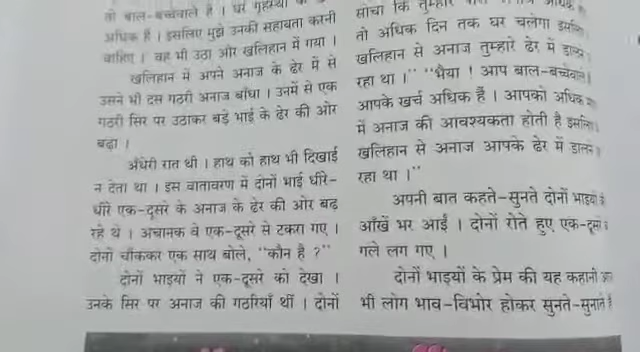 तो बाल-बच्चेवाले हैं । घर गृहस्थी
अधिक है । इसलिए मुझे उनकी सहायता करनी
चाहिए । वह भी उठा और खलिहान में गया ।
खलिहान में अपने अनाज के ढेर में से
उसने भी दस गठरी अनाज बाँधा । उनमें से एक
गठरी सिर पर उठाकर बड़े भाई के ढेर की ओर
बढ़ा ।
अँधेरी रात थी । हाथ को हाथ भी दिखाई
न देता था । इस वातावरण में दोनों भाई धीरे-
धीरे एक-दूसरे के अनाज के ढेर की ओर बढ़
रहे थे । अचानक वे एक-दूसरे से टकरा गए ।
दोनों चौंककर एक साथ बोले, "कौन है ?"
दोनों भाइयों ने एक-दूसरे को देखा ।
उनके सिर पर अनाज की गठरियाँ थीं । दोनों
सोचा कि तुम्हारे
तो अधिक दिन तक घर चलेगा
खलिहान से अनाज तुम्हारे ढेर में डाल
रहा था ।" "भैया ! आप बाल-बच्चेवाले
आपके खर्च अधिक हैं । आपको अधिक
में अनाज की आवश्यकता होती है
खलिहान से अनाज आपके ढेर में डालने
रहा था ।"
अपनी बात कहते-सुनते दोनों भाइयों
आँखें भर आईं । दोनों रोते हुए एक-दूसरे
गले लग गए ।
दोनों भाइयों के प्रेम की यह कहानी
भी लोग भाव-विभोर होकर सुनते-सुनाते